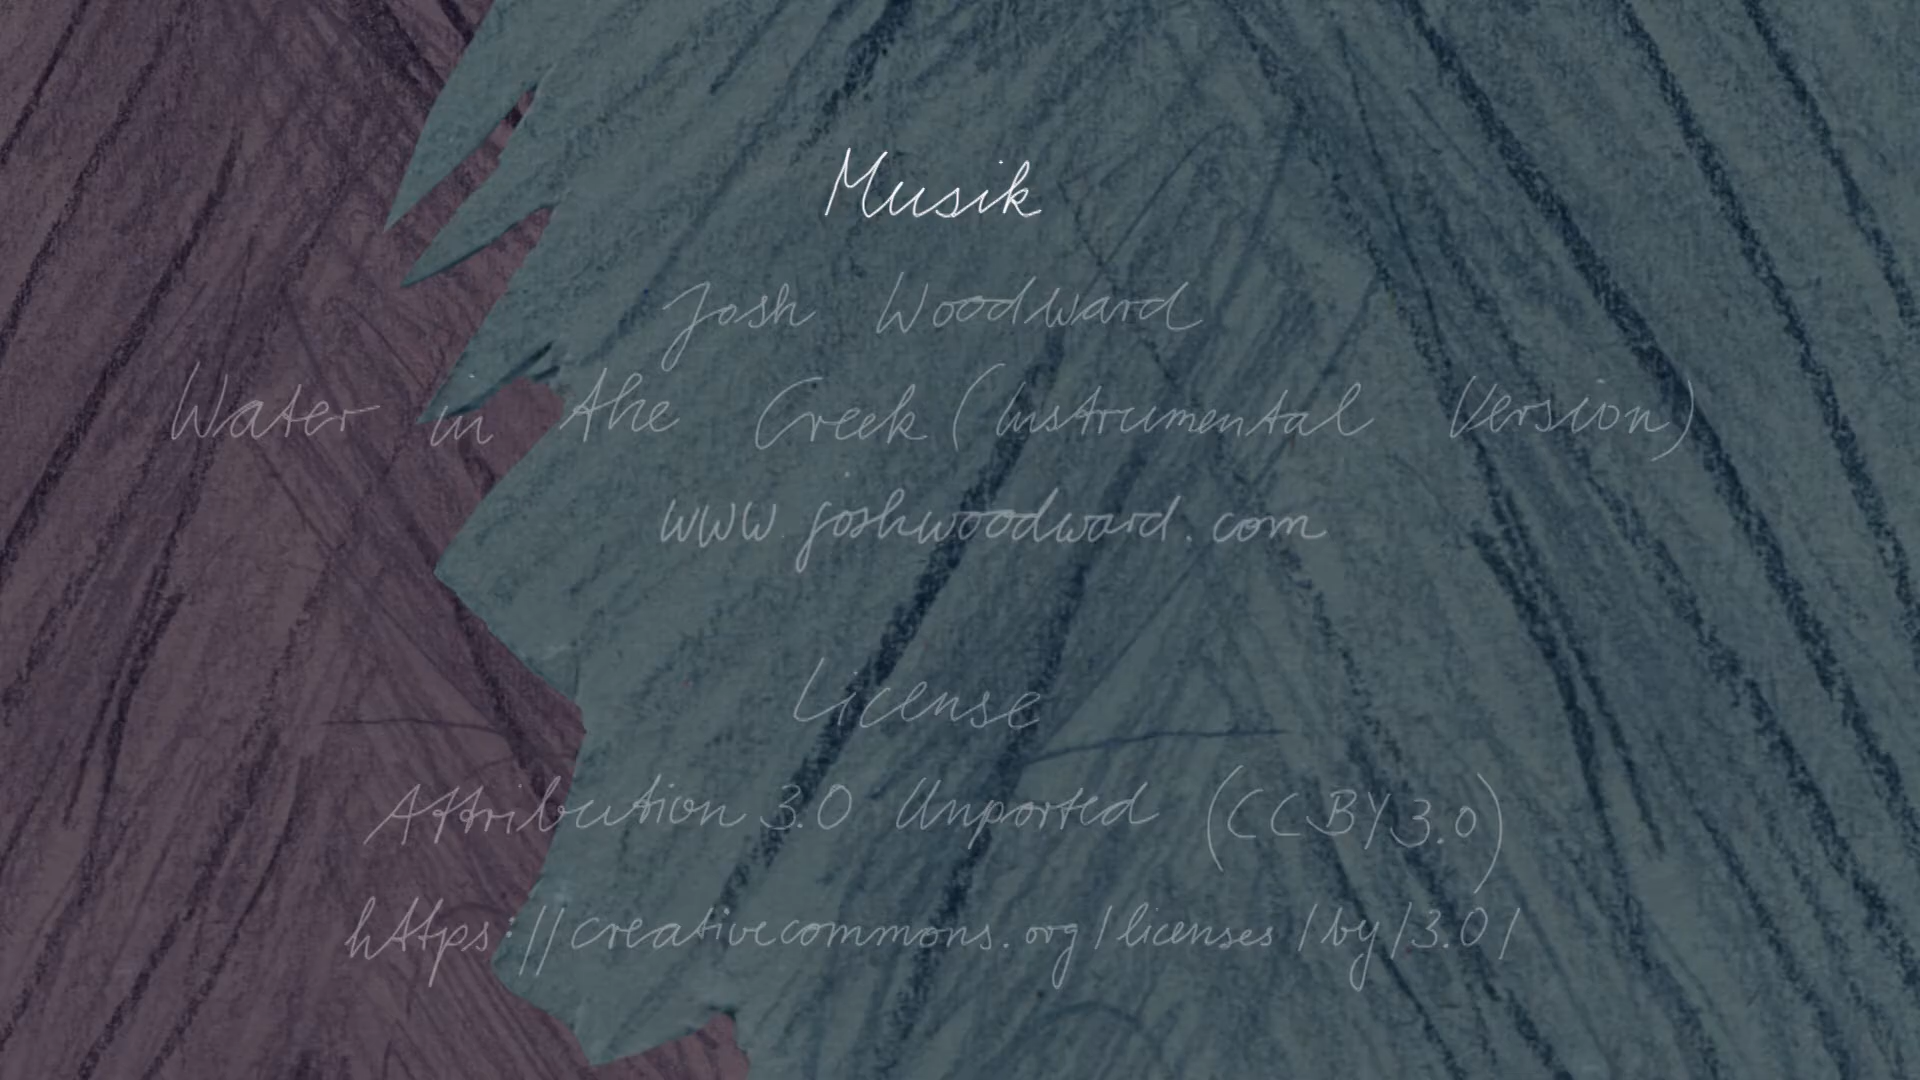 Musik
Josh Woodward
Water in the Creek (Instrumental Version)
www.joshwoodward.com
License
Attribution 3.0 Unported (CC BY 3.0)
https://creativecommons.org/licenses/by/3.0/